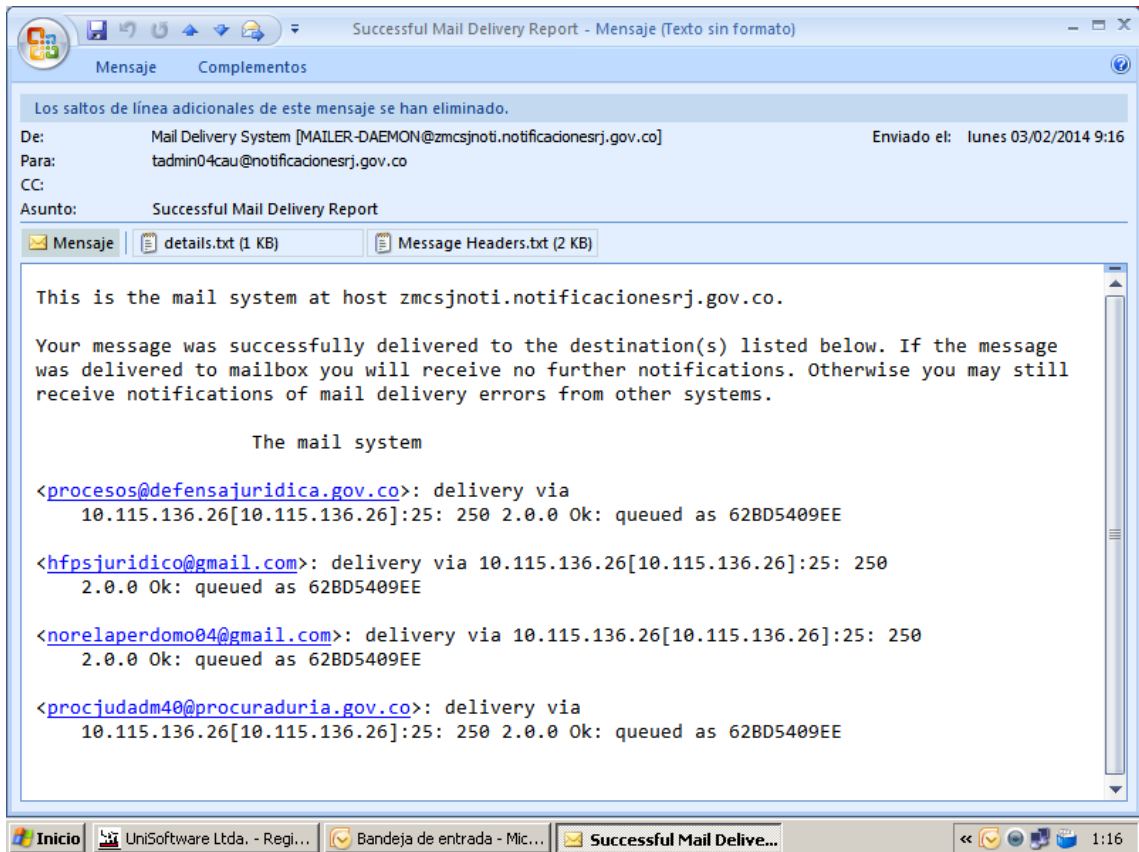 Successful Mail Delivery Report - Mensaje (Texto sin formato)
Mensaje Complementos
Los saltos de línea adicionales de este mensaje se han eliminado.
De: Mail Delivery System [MAILER-DAEMON@zmcsjnoti.notificacionesrj.gov.co] Enviado el: lunes 03/02/2014 9:16
Para: tadmin04cau@notificacionesrj.gov.co
CC:
Asunto: Successful Mail Delivery Report
Mensaje details.txt (1 KB) Message Headers.txt (2 KB)
This is the mail system at host zmcsjnoti.notificacionesrj.gov.co.
Your message was successfully delivered to the destination(s) listed below. If the message
was delivered to mailbox you will receive no further notifications. Otherwise you may still
receive notifications of mail delivery errors from other systems.
The mail system
<procesos@defensajuridica.gov.co>: delivery via
10.115.136.26[10.115.136.26]:25: 250 2.0.0 Ok: queued as 62BD5409EE
<hfpsjuridico@gmail.com>: delivery via 10.115.136.26[10.115.136.26]:25: 250
2.0.0 Ok: queued as 62BD5409EE
<norelaperdomo04@gmail.com>: delivery via 10.115.136.26[10.115.136.26]:25: 250
2.0.0 Ok: queued as 62BD5409EE
<procjudadm40@procuraduria.gov.co>: delivery via
10.115.136.26[10.115.136.26]:25: 250 2.0.0 Ok: queued as 62BD5409EE
Inicio UniSoftware Ltda. - Regi... Bandeja de entrada - Mic... Successful Mail Delive... « 1:16